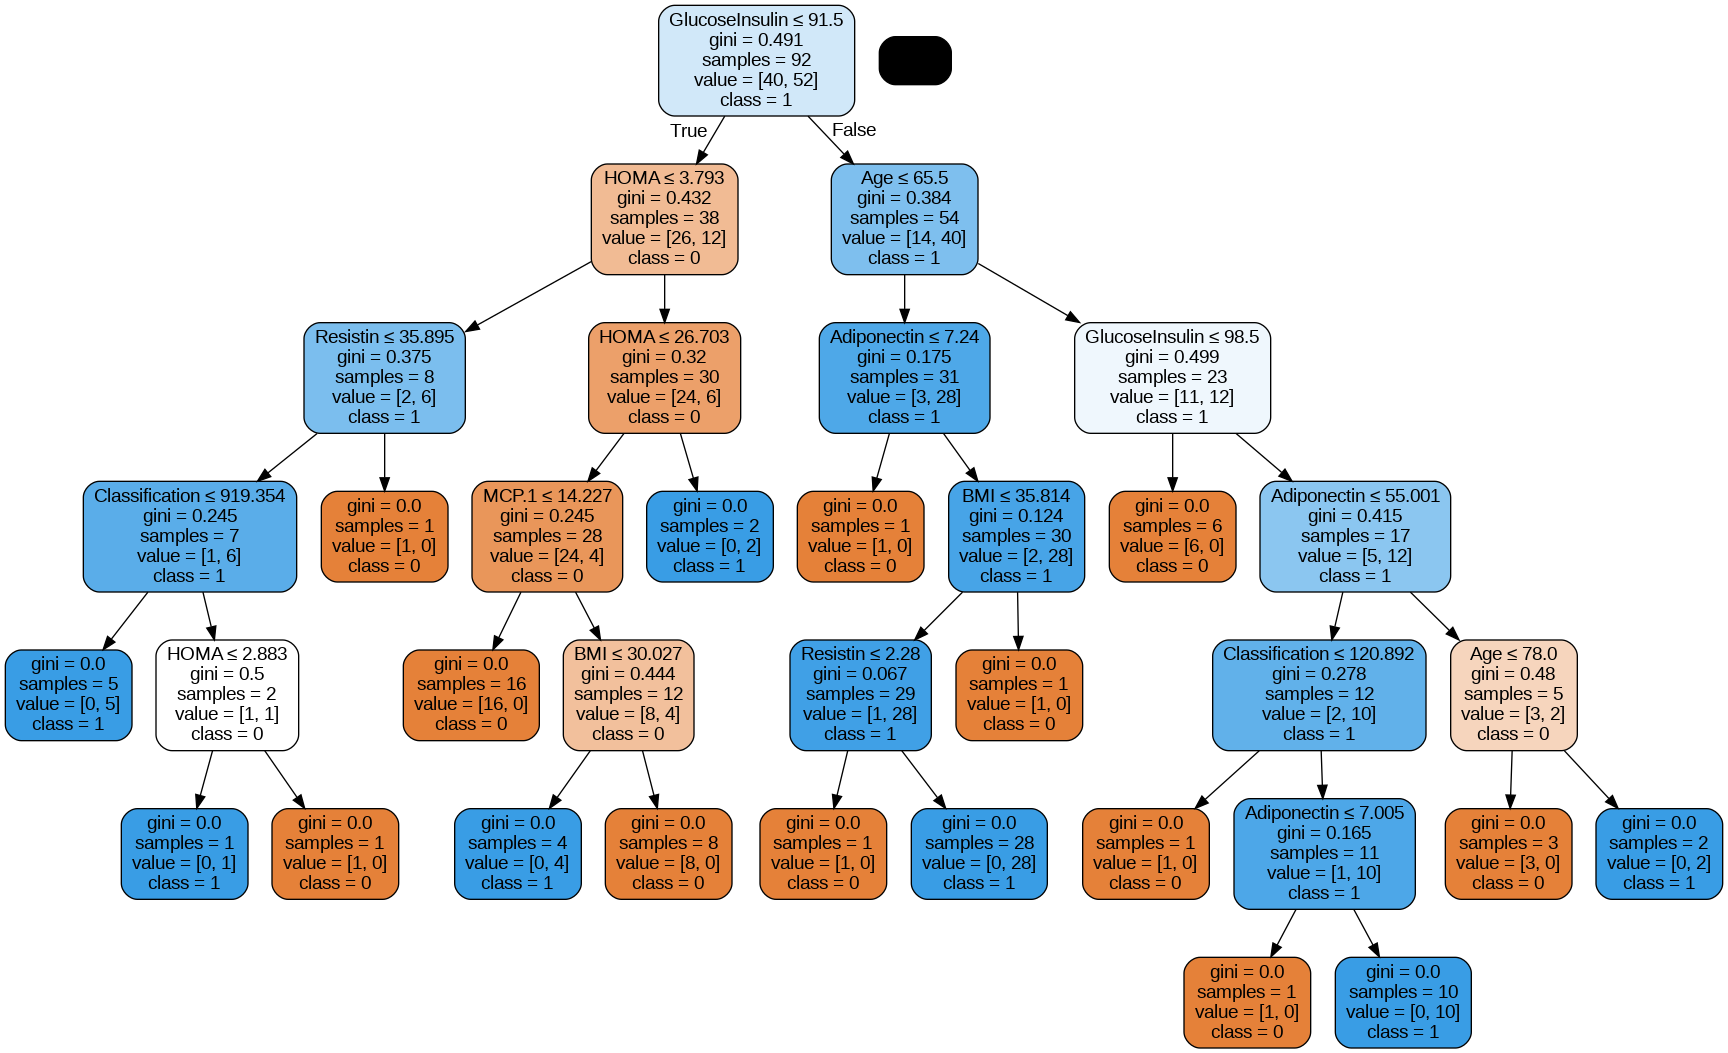 GlucoseInsulin ≤ 91.5
gini = 0.491
samples = 92
value = [40, 52]
class = 1
True
False
HOMA ≤ 3.793
gini = 0.432
samples = 38
value = [26, 12]
class = 0
Age ≤ 65.5
gini = 0.384
samples = 54
value = [14, 40]
class = 1
Resistin ≤ 35.895
gini = 0.375
samples = 8
value = [2, 6]
class = 1
HOMA ≤ 26.703
gini = 0.32
samples = 30
value = [24, 6]
class = 0
Adiponectin ≤ 7.24
gini = 0.175
samples = 31
value = [3, 28]
class = 1
GlucoseInsulin ≤ 98.5
gini = 0.499
samples = 23
value = [11, 12]
class = 1
Classification ≤ 919.354
gini = 0.245
samples = 7
value = [1, 6]
class = 1
gini = 0.0
samples = 1
value = [1, 0]
class = 0
MCP.1 ≤ 14.227
gini = 0.245
samples = 28
value = [24, 4]
class = 0
gini = 0.0
samples = 2
value = [0, 2]
class = 1
gini = 0.0
samples = 1
value = [1, 0]
class = 0
BMI ≤ 35.814
gini = 0.124
samples = 30
value = [2, 28]
class = 1
gini = 0.0
samples = 6
value = [6, 0]
class = 0
Adiponectin ≤ 55.001
gini = 0.415
samples = 17
value = [5, 12]
class = 1
gini = 0.0
samples = 5
value = [0, 5]
class = 1
HOMA ≤ 2.883
gini = 0.5
samples = 2
value = [1, 1]
class = 0
gini = 0.0
samples = 16
value = [16, 0]
class = 0
BMI ≤ 30.027
gini = 0.444
samples = 12
value = [8, 4]
class = 0
Resistin ≤ 2.28
gini = 0.067
samples = 29
value = [1, 28]
class = 1
gini = 0.0
samples = 1
value = [1, 0]
class = 0
Classification ≤ 120.892
gini = 0.278
samples = 12
value = [2, 10]
class = 1
Age ≤ 78.0
gini = 0.48
samples = 5
value = [3, 2]
class = 0
gini = 0.0
samples = 1
value = [0, 1]
class = 1
gini = 0.0
samples = 1
value = [1, 0]
class = 0
gini = 0.0
samples = 4
value = [0, 4]
class = 1
gini = 0.0
samples = 8
value = [8, 0]
class = 0
gini = 0.0
samples = 1
value = [1, 0]
class = 0
gini = 0.0
samples = 28
value = [0, 28]
class = 1
gini = 0.0
samples = 1
value = [1, 0]
class = 0
Adiponectin ≤ 7.005
gini = 0.165
samples = 11
value = [1, 10]
class = 1
gini = 0.0
samples = 3
value = [3, 0]
class = 0
gini = 0.0
samples = 2
value = [0, 2]
class = 1
gini = 0.0
samples = 1
value = [1, 0]
class = 0
gini = 0.0
samples = 10
value = [0, 10]
class = 1